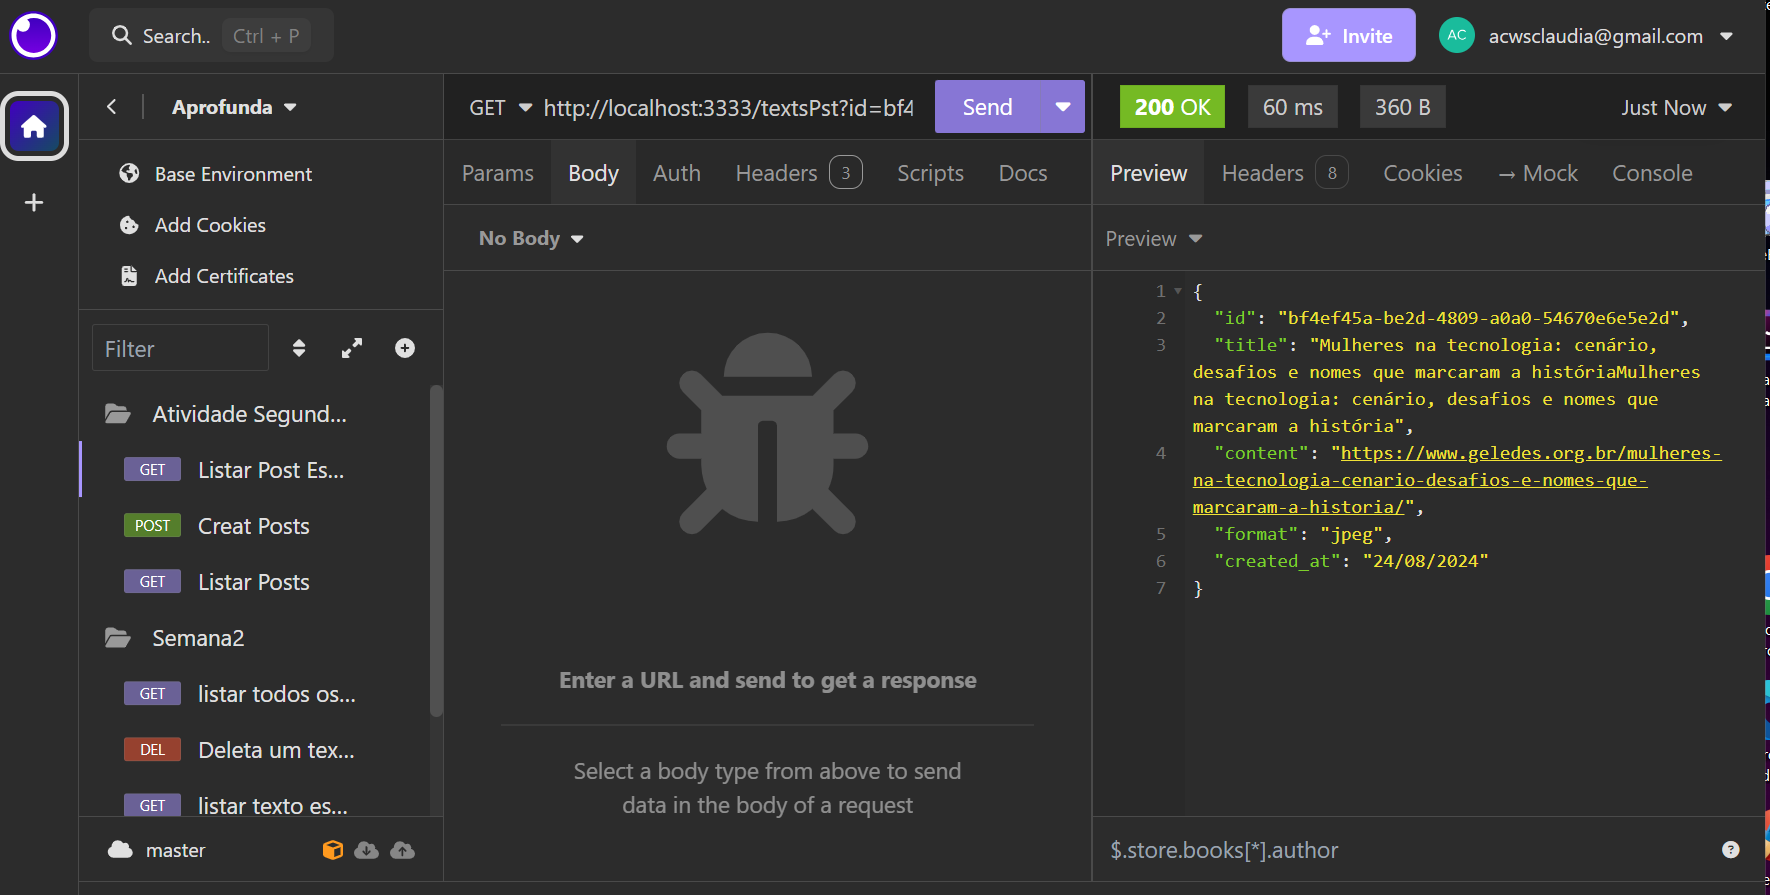 Search.. Ctrl + P
Invite
AC acwsclaudia@gmail.com
Aprofunda
Base Environment
Add Cookies
Add Certificates
Filter
Atividade Segund...
GET Listar Post Es...
POST Creat Posts
GET Listar Posts
Semana2
GET listar todos os...
DEL Deleta um tex...
GET listar texto es...
master
GET http://localhost:3333/textsPst?id=bf4 Send
Params Body Auth Headers 3 Scripts Docs
No Body
Enter a URL and send to get a response
Select a body type from above to send
data in the body of a request
200 OK 60 ms 360 B Just Now
Preview Headers 8 Cookies → Mock Console
Preview
1 {
2 "id": "bf4ef45a-be2d-4809-a0a0-54670e6e5e2d",
3 "title": "Mulheres na tecnologia: cenário,
desafios e nomes que marcaram a históriaMulheres
na tecnologia: cenário, desafios e nomes que
marcaram a história",
4 "content": "https://www.geledes.org.br/mulheres-
na-tecnologia-cenario-desafios-e-nomes-que-
marcaram-a-historia/",
5 "format": "jpeg",
6 "created_at": "24/08/2024"
7 }
$.store.books[*].author